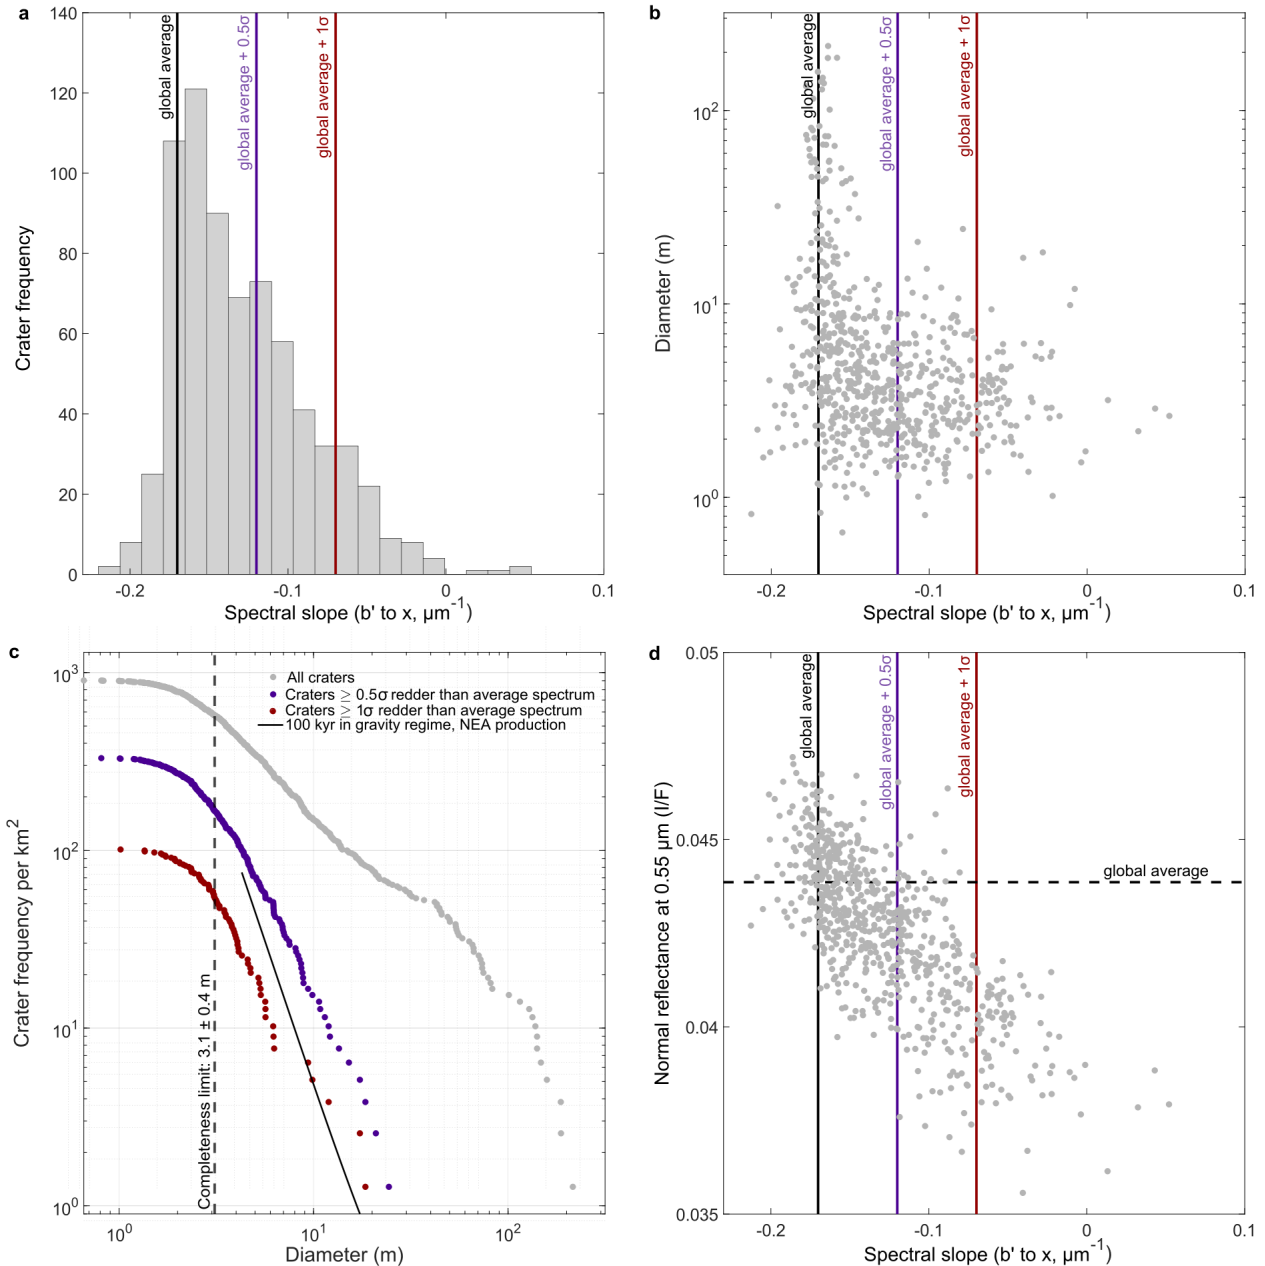 a
140
120
100
80
60
40
20
0
-0.2
-0.1
0
0.1
Crater frequency
Spectral slope (b' to x, µm⁻¹)
global average
global average + 0.5σ
global average + 1σ
b
10²
10¹
10⁰
-0.2
-0.1
0
0.1
Diameter (m)
Spectral slope (b' to x, µm⁻¹)
global average
global average + 0.5σ
global average + 1σ
c
10³
10²
10¹
10⁰
10⁰
10¹
10²
Crater frequency per km²
Diameter (m)
All craters
Craters ≥ 0.5σ redder than average spectrum
Craters ≥ 1σ redder than average spectrum
100 kyr in gravity regime, NEA production
Completeness limit: 3.1 ± 0.4 m
d
0.05
0.045
0.04
0.035
-0.2
-0.1
0
0.1
Normal reflectance at 0.55 µm (I/F)
Spectral slope (b' to x, µm⁻¹)
global average
global average + 0.5σ
global average + 1σ
global average